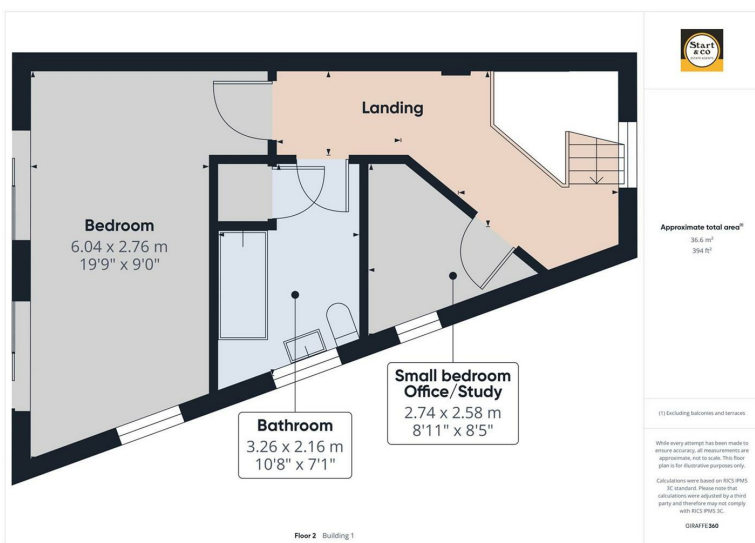 Start
& CO
ESTATE AGENTS
Landing
Bedroom
6.04 x 2.76 m
19'9" x 9'0"
Small bedroom
Office/Study
2.74 x 2.58 m
8'11" x 8'5"
Bathroom
3.26 x 2.16 m
10'8" x 7'1"
Floor 2 Building 1
Approximate total area⁽¹⁾
36.6 m²
394 ft²
(1) Excluding balconies and terraces
While every attempt has been made to
ensure accuracy, all measurements are
approximate, not to scale. This floor
plan is for illustrative purposes only.
Calculations were based on RICS IPMS
3C standard. Please note that
calculations were adjusted by a third
party and therefore may not comply
with RICS IPMS 3C.
GIRAFFE360